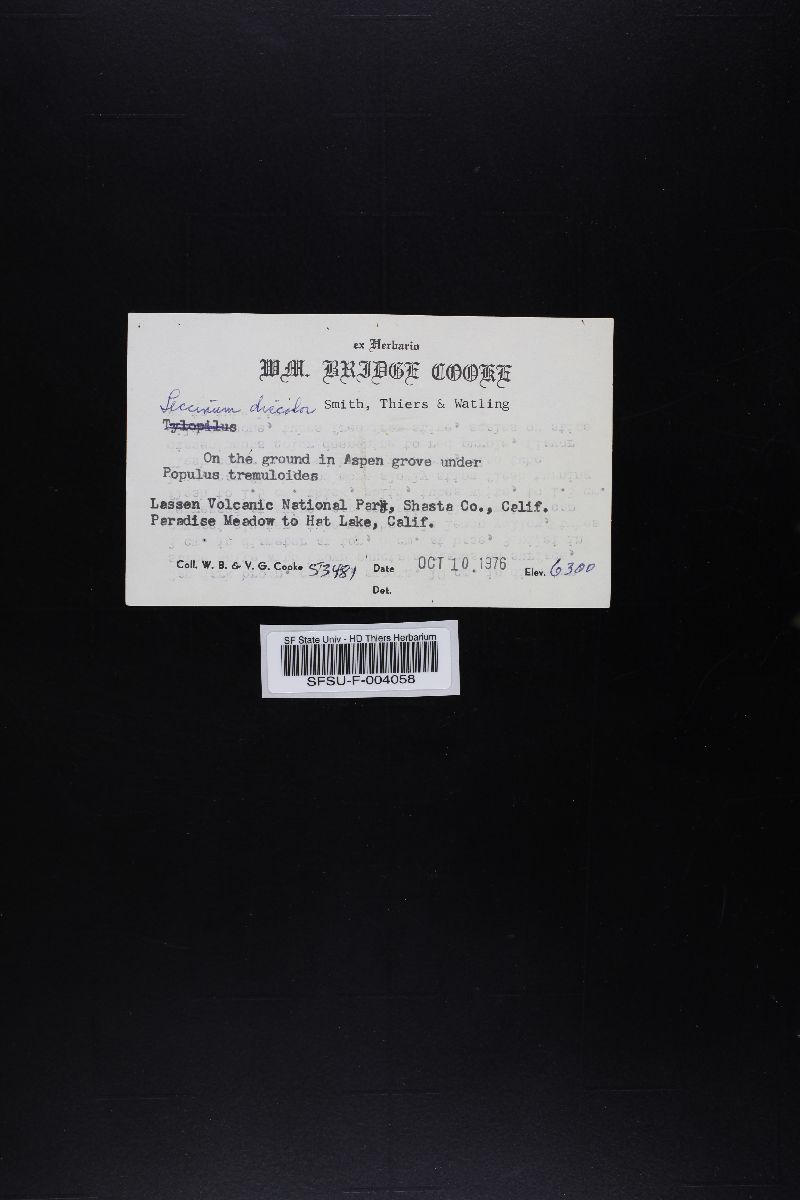 ex Herbario
WM. BRIDGE COOKE
Leccinum discolor Smith, Thiers & Watling
Tylopilus
On the ground in Aspen grove under
Populus tremuloides
Lassen Volcanic National Park, Shasta Co., Calif.
Paradise Meadow to Hat Lake, Calif.
Coll. W. B. & V. G. Cooke 53481 Date OCT 10.1976 Elev. 6300
Det.
SF State Univ - HD Thiers Herbarium
SFSU-F-004058